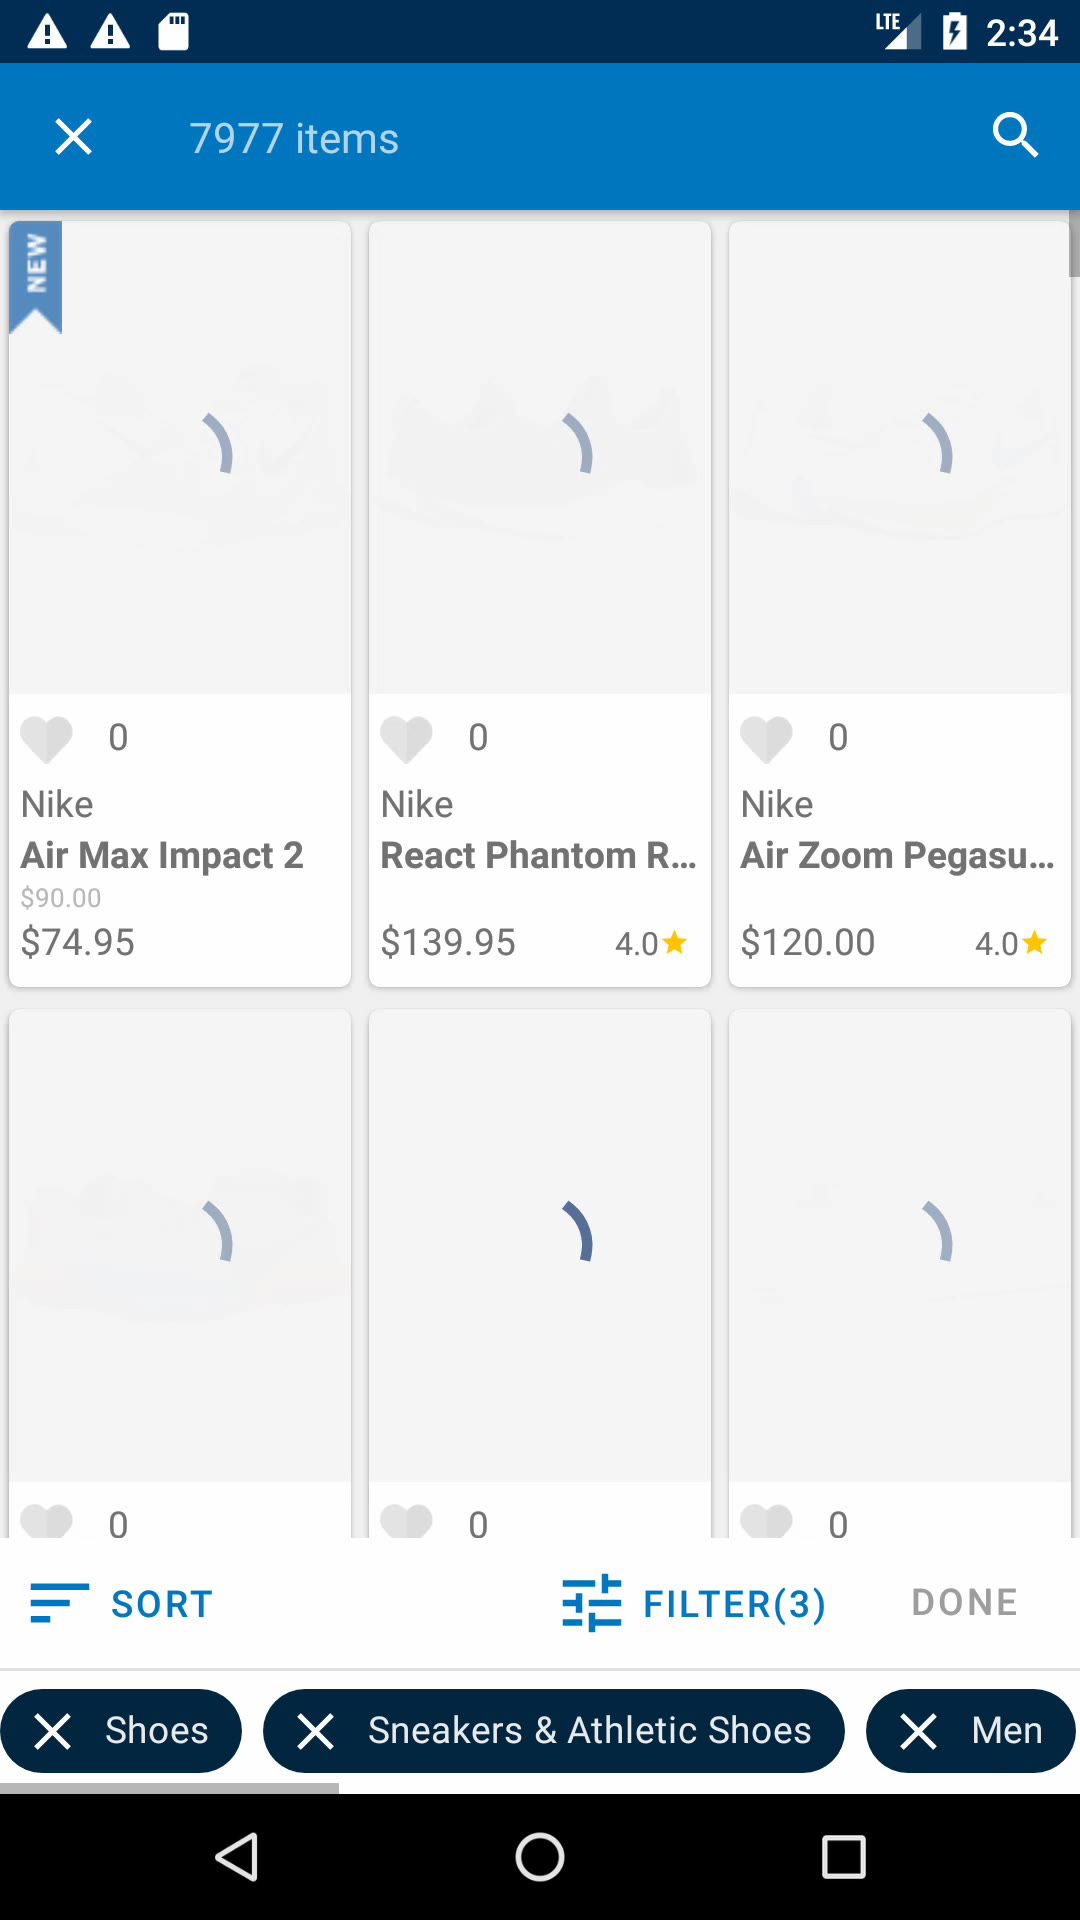 LTE 2:34
7977 items
NEW
0 0 0
Nike Nike Nike
Air Max Impact 2 React Phantom R… Air Zoom Pegasu…
$90.00
$74.95 $139.95 4.0 $120.00 4.0
0 0 0
SORT FILTER(3) DONE
Shoes Sneakers & Athletic Shoes Men